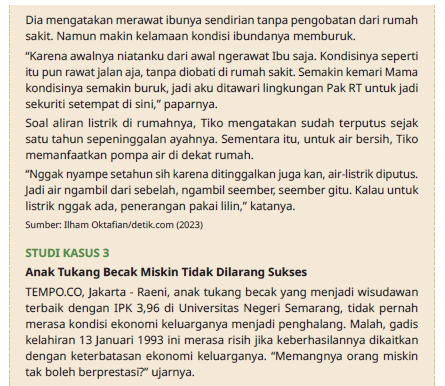 Dia mengatakan merawat ibunya sendirian tanpa pengobatan dari rumah
sakit. Namun makin kelamaan kondisi ibundanya memburuk.
“Karena awalnya niatanku dari awal ngerawat Ibu saja. Kondisinya seperti
itu pun rawat jalan aja, tanpa diobati di rumah sakit. Semakin kemari Mama
kondisinya semakin buruk, jadi aku ditawari lingkungan Pak RT untuk jadi
sekuriti setempat di sini,” paparnya.
Soal aliran listrik di rumahnya, Tiko mengatakan sudah terputus sejak
satu tahun sepeninggalan ayahnya. Sementara itu, untuk air bersih, Tiko
memanfaatkan pompa air di dekat rumah.
“Nggak nyampe setahun sih karena ditinggalkan juga kan, air-listrik diputus.
Jadi air ngambil dari sebelah, ngambil seember, seember gitu. Kalau untuk
listrik nggak ada, penerangan pakai lilin,” katanya.
Sumber: Ilham Oktafian/detik.com (2023)
STUDI KASUS 3
Anak Tukang Becak Miskin Tidak Dilarang Sukses
TEMPO.CO, Jakarta - Raeni, anak tukang becak yang menjadi wisudawan
terbaik dengan IPK 3,96 di Universitas Negeri Semarang, tidak pernah
merasa kondisi ekonomi keluarganya menjadi penghalang. Malah, gadis
kelahiran 13 Januari 1993 ini merasa risih jika keberhasilannya dikaitkan
dengan keterbatasan ekonomi keluarganya. “Memangnya orang miskin
tak boleh berprestasi?” ujarnya.